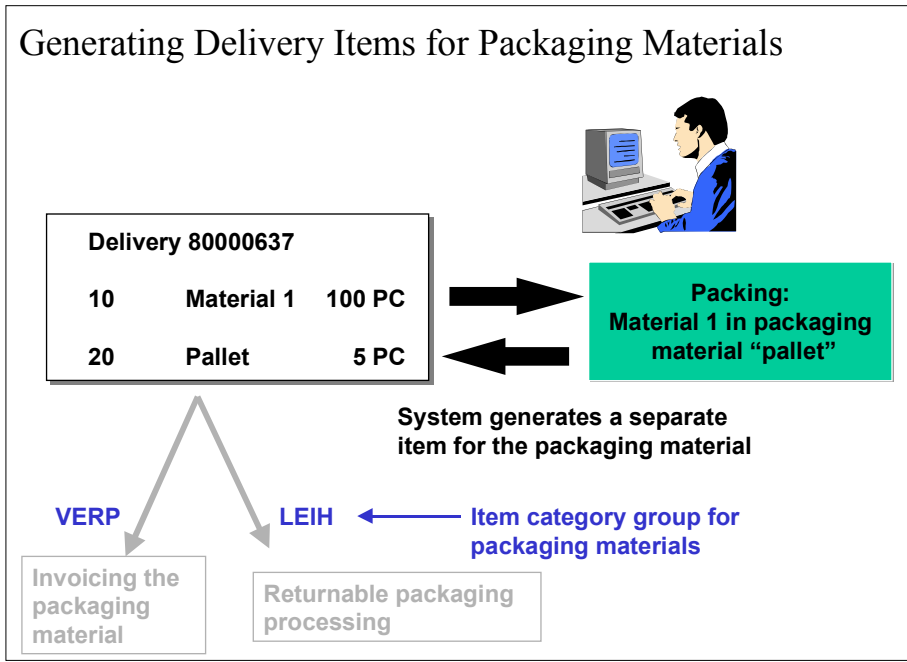 Generating Delivery Items for Packaging Materials
Delivery 80000637
10 Material 1 100 PC
20 Pallet 5 PC
Packing:
Material 1 in packaging
material “pallet”
System generates a separate
item for the packaging material
VERP
LEIH
Item category group for
packaging materials
Invoicing the
packaging
material
Returnable packaging
processing